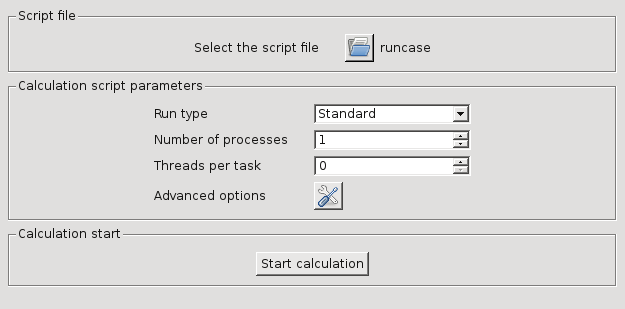 Script file
Select the script file runcase
Calculation script parameters
Run type Standard
Number of processes 1
Threads per task 0
Advanced options
Calculation start
Start calculation